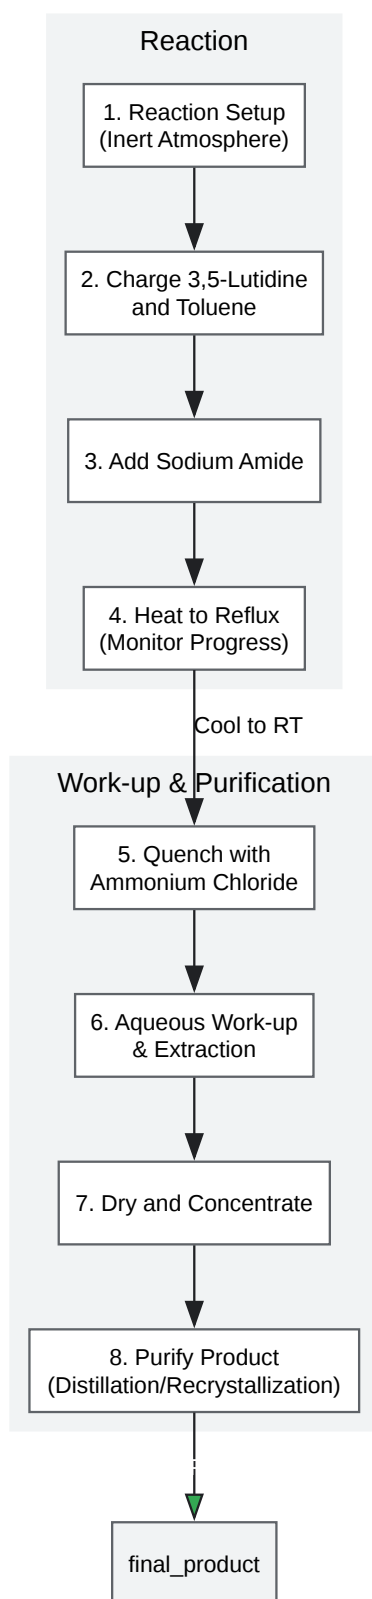 Reaction
1. Reaction Setup
(Inert Atmosphere)
2. Charge 3,5-Lutidine
and Toluene
3. Add Sodium Amide
4. Heat to Reflux
(Monitor Progress)
Cool to RT
Work-up & Purification
5. Quench with
Ammonium Chloride
6. Aqueous Work-up
& Extraction
7. Dry and Concentrate
8. Purify Product
(Distillation/Recrystallization)
final_product